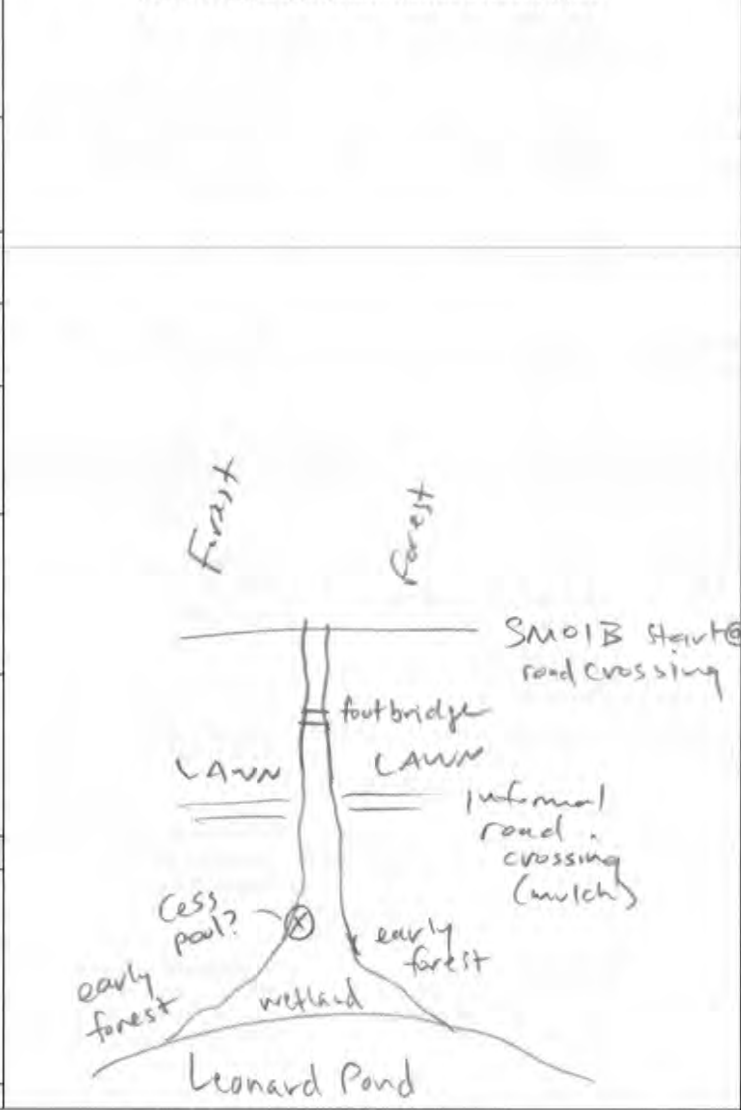 Forest
Forest
SM01B start@
road crossing
footbridge
LAWN
LAWN
informal
road
crossing
(mulch)
Cess
pool?
early
forest
early
forest
wetland
Leonard Pond